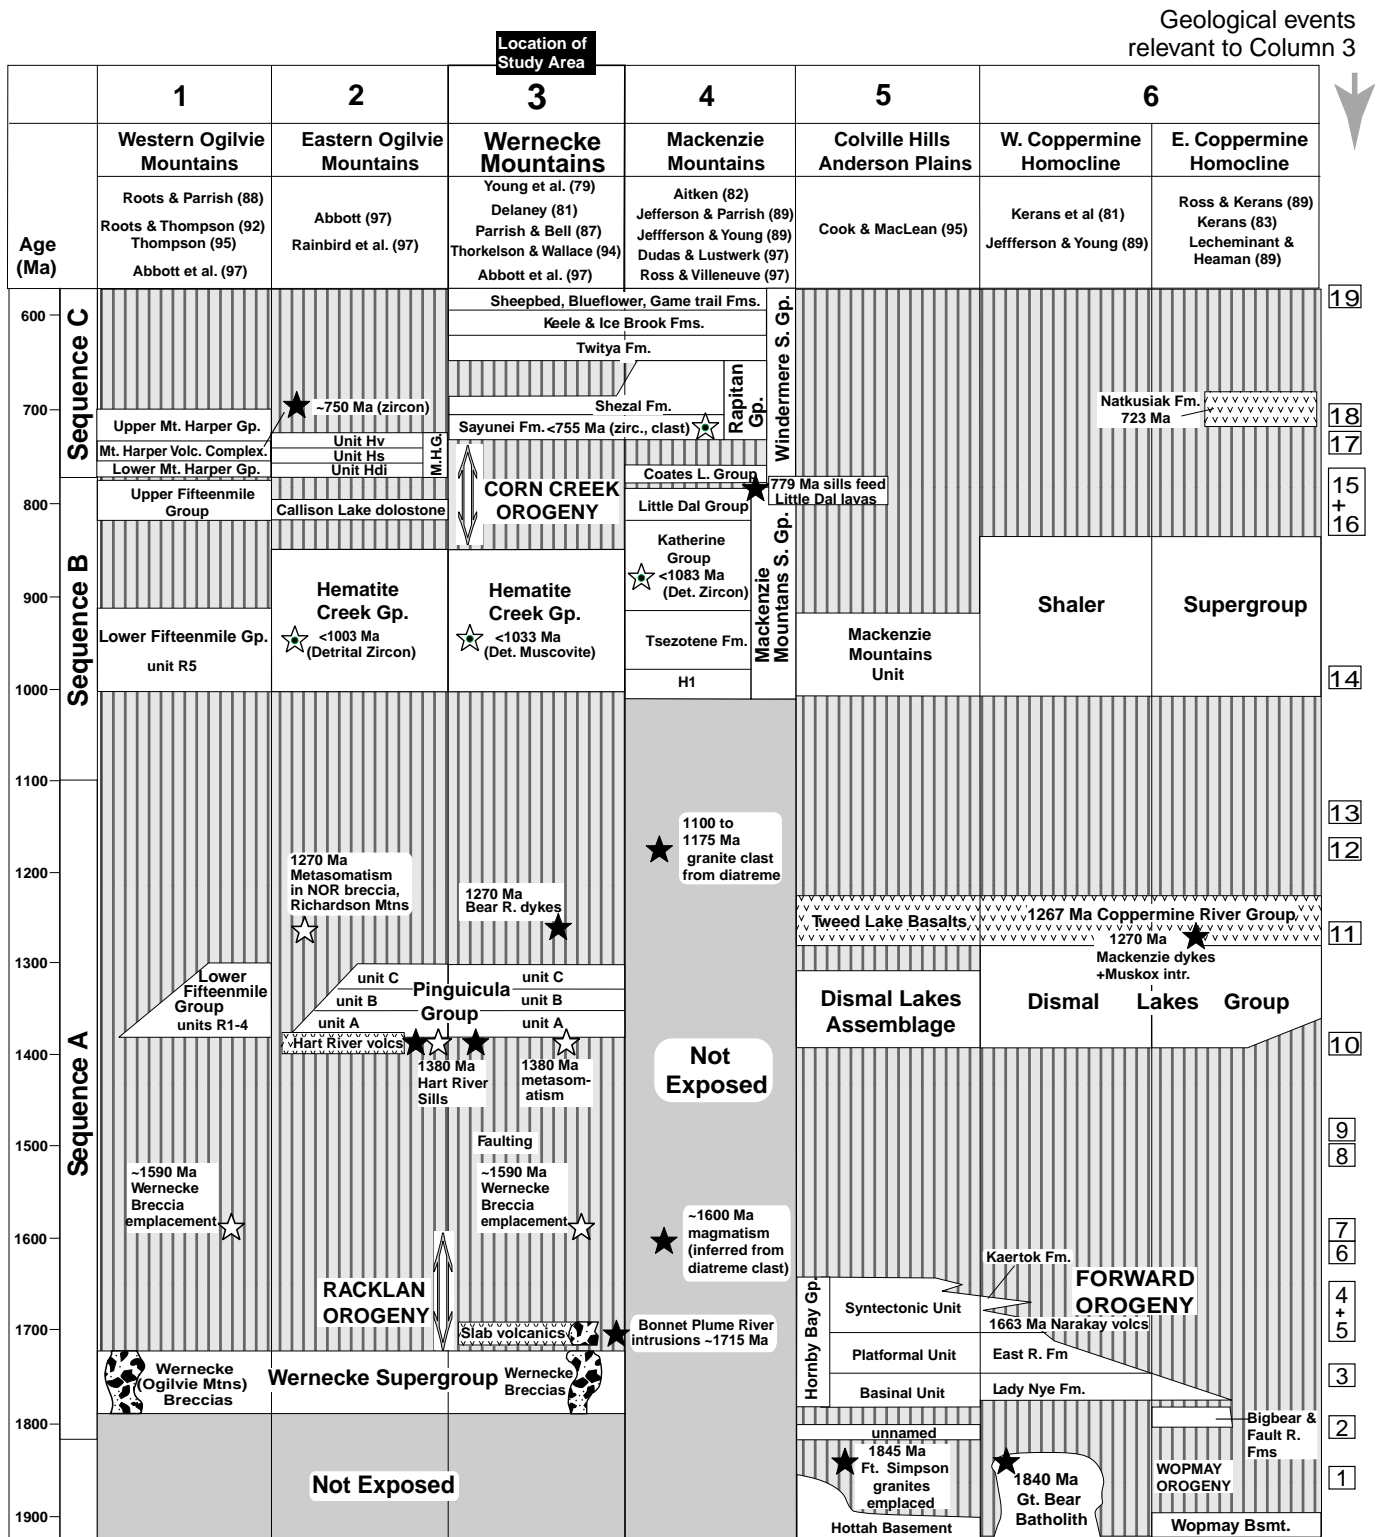 Geological events
relevant to Column 3
Location of
Study Area
1
2
3
4
5
6
Western Ogilvie
Mountains
Eastern Ogilvie
Mountains
Wernecke
Mountains
Mackenzie
Mountains
Colville Hills
Anderson Plains
W. Coppermine
Homocline
E. Coppermine
Homocline
Age
(Ma)
Roots & Parrish (88)
Roots & Thompson (92)
Thompson (95)
Abbott et al. (97)
Abbott (97)
Rainbird et al. (97)
Young et al. (79)
Delaney (81)
Parrish & Bell (87)
Thorkelson & Wallace (94)
Abbott et al. (97)
Aitken (82)
Jefferson & Parrish (89)
Jeffferson & Young (89)
Dudas & Lustwerk (97)
Ross & Villeneuve (97)
Cook & MacLean (95)
Kerans et al (81)
Jeffferson & Young (89)
Ross & Kerans (89)
Kerans (83)
Lecheminant &
Heaman (89)
600
700
800
900
1000
1100
1200
1300
1400
1500
1600
1700
1800
1900
Sequence C
Sequence B
Sequence A
Upper Mt. Harper Gp.
Mt. Harper Volc. Complex.
Lower Mt. Harper Gp.
Upper Fifteenmile
Group
Lower Fifteenmile Gp.
unit R5
Lower
Fifteenmile
Group
units R1-4
~1590 Ma
Wernecke
Breccia
emplacement
Wernecke
(Ogilvie Mtns)
Breccias
~750 Ma (zircon)
Unit Hv
Unit Hs
Unit Hdi
M.H.G.
Callison Lake dolostone
Hematite
Creek Gp.
<1003 Ma
(Detrital Zircon)
1270 Ma
Metasomatism
in NOR breccia,
Richardson Mtns
unit C
unit B
unit A
Pinguicula
Group
Hart River volcs
1380 Ma
Hart River
Sills
RACKLAN
OROGENY
Wernecke Supergroup
Not Exposed
Sheepbed, Blueflower, Game trail Fms.
Keele & Ice Brook Fms.
Twitya Fm.
Shezal Fm.
Sayunei Fm.
<755 Ma (zirc., clast)
Rapitan
Gp.
Windermere S. Gp.
CORN CREEK
OROGENY
Hematite
Creek Gp.
<1033 Ma
(Det. Muscovite)
1270 Ma
Bear R. dykes
unit C
unit B
unit A
1380 Ma
metasom-
atism
Faulting
~1590 Ma
Wernecke
Breccia
emplacement
Slab volcanics
Wernecke
Breccias
Coates L. Group
Little Dal Group
779 Ma sills feed
Little Dal lavas
Katherine
Group
<1083 Ma
(Det. Zircon)
Tsezotene Fm.
H1
Mackenzie
Mountans S. Gp.
1100 to
1175 Ma
granite clast
from diatreme
Not
Exposed
~1600 Ma
magmatism
(inferred from
diatreme clast)
Bonnet Plume River
intrusions ~1715 Ma
Mackenzie
Mountains
Unit
Tweed Lake Basalts
Dismal Lakes
Assemblage
Hornby Bay Gp.
Syntectonic Unit
Platformal Unit
Basinal Unit
unnamed
1845 Ma
Ft. Simpson
granites
emplaced
Hottah Basement
Natkusiak Fm.
723 Ma
Shaler Supergroup
1267 Ma Coppermine River Group
1270 Ma
Mackenzie dykes
+Muskox intr.
Dismal Lakes Group
Kaertok Fm.
FORWARD
OROGENY
1663 Ma Narakay volcs
East R. Fm
Lady Nye Fm.
1840 Ma
Gt. Bear
Batholith
Bigbear &
Fault R.
Fms
WOPMAY
OROGENY
Wopmay Bsmt.
19
18
17
15
+
16
14
13
12
11
10
9
8
7
6
4
+
5
3
2
1